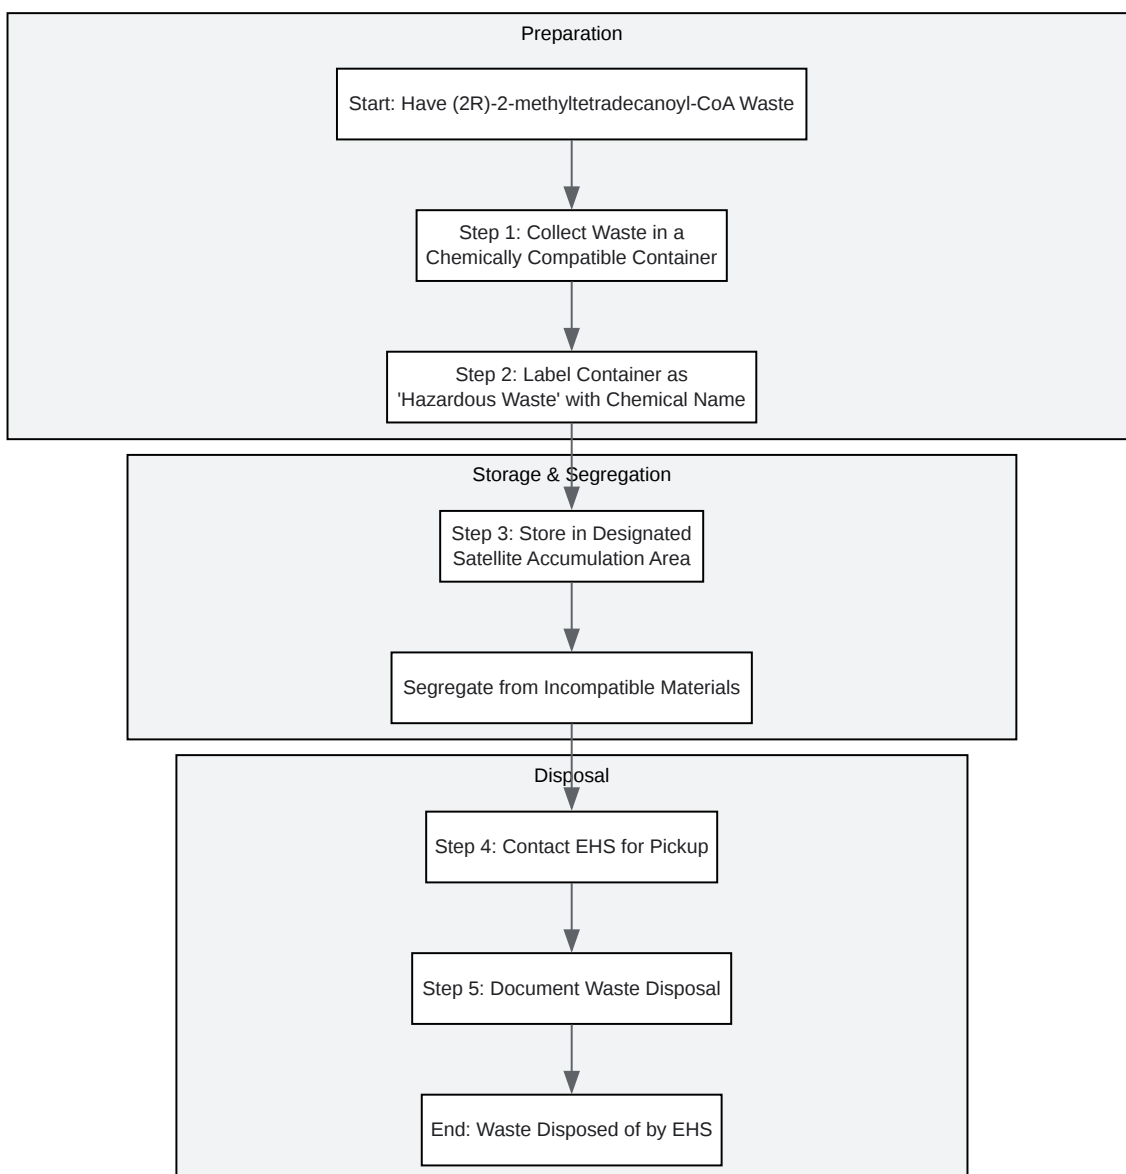 Preparation
Start: Have (2R)-2-methyltetradecanoyl-CoA Waste
Step 1: Collect Waste in a
Chemically Compatible Container
Step 2: Label Container as
'Hazardous Waste' with Chemical Name
Storage & Segregation
Step 3: Store in Designated
Satellite Accumulation Area
Segregate from Incompatible Materials
Disposal
Step 4: Contact EHS for Pickup
Step 5: Document Waste Disposal
End: Waste Disposed of by EHS